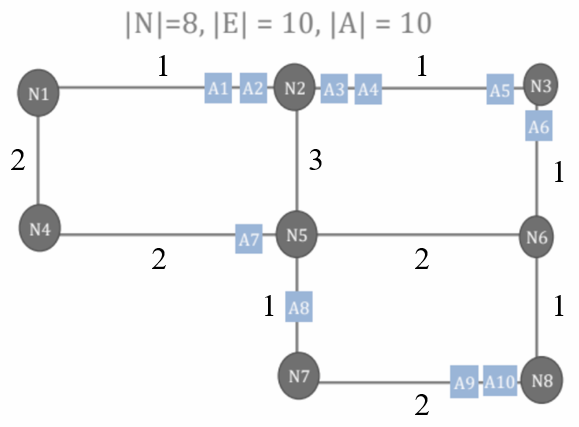 |N|=8, |E| = 10, |A| = 10
1 1
N1 A1 A2 N2 A3 A4 A5 N3
A6
2 3 1
N4 A7 N5 N6
2 2
1 A8 1
N7 A9 A10 N8
2